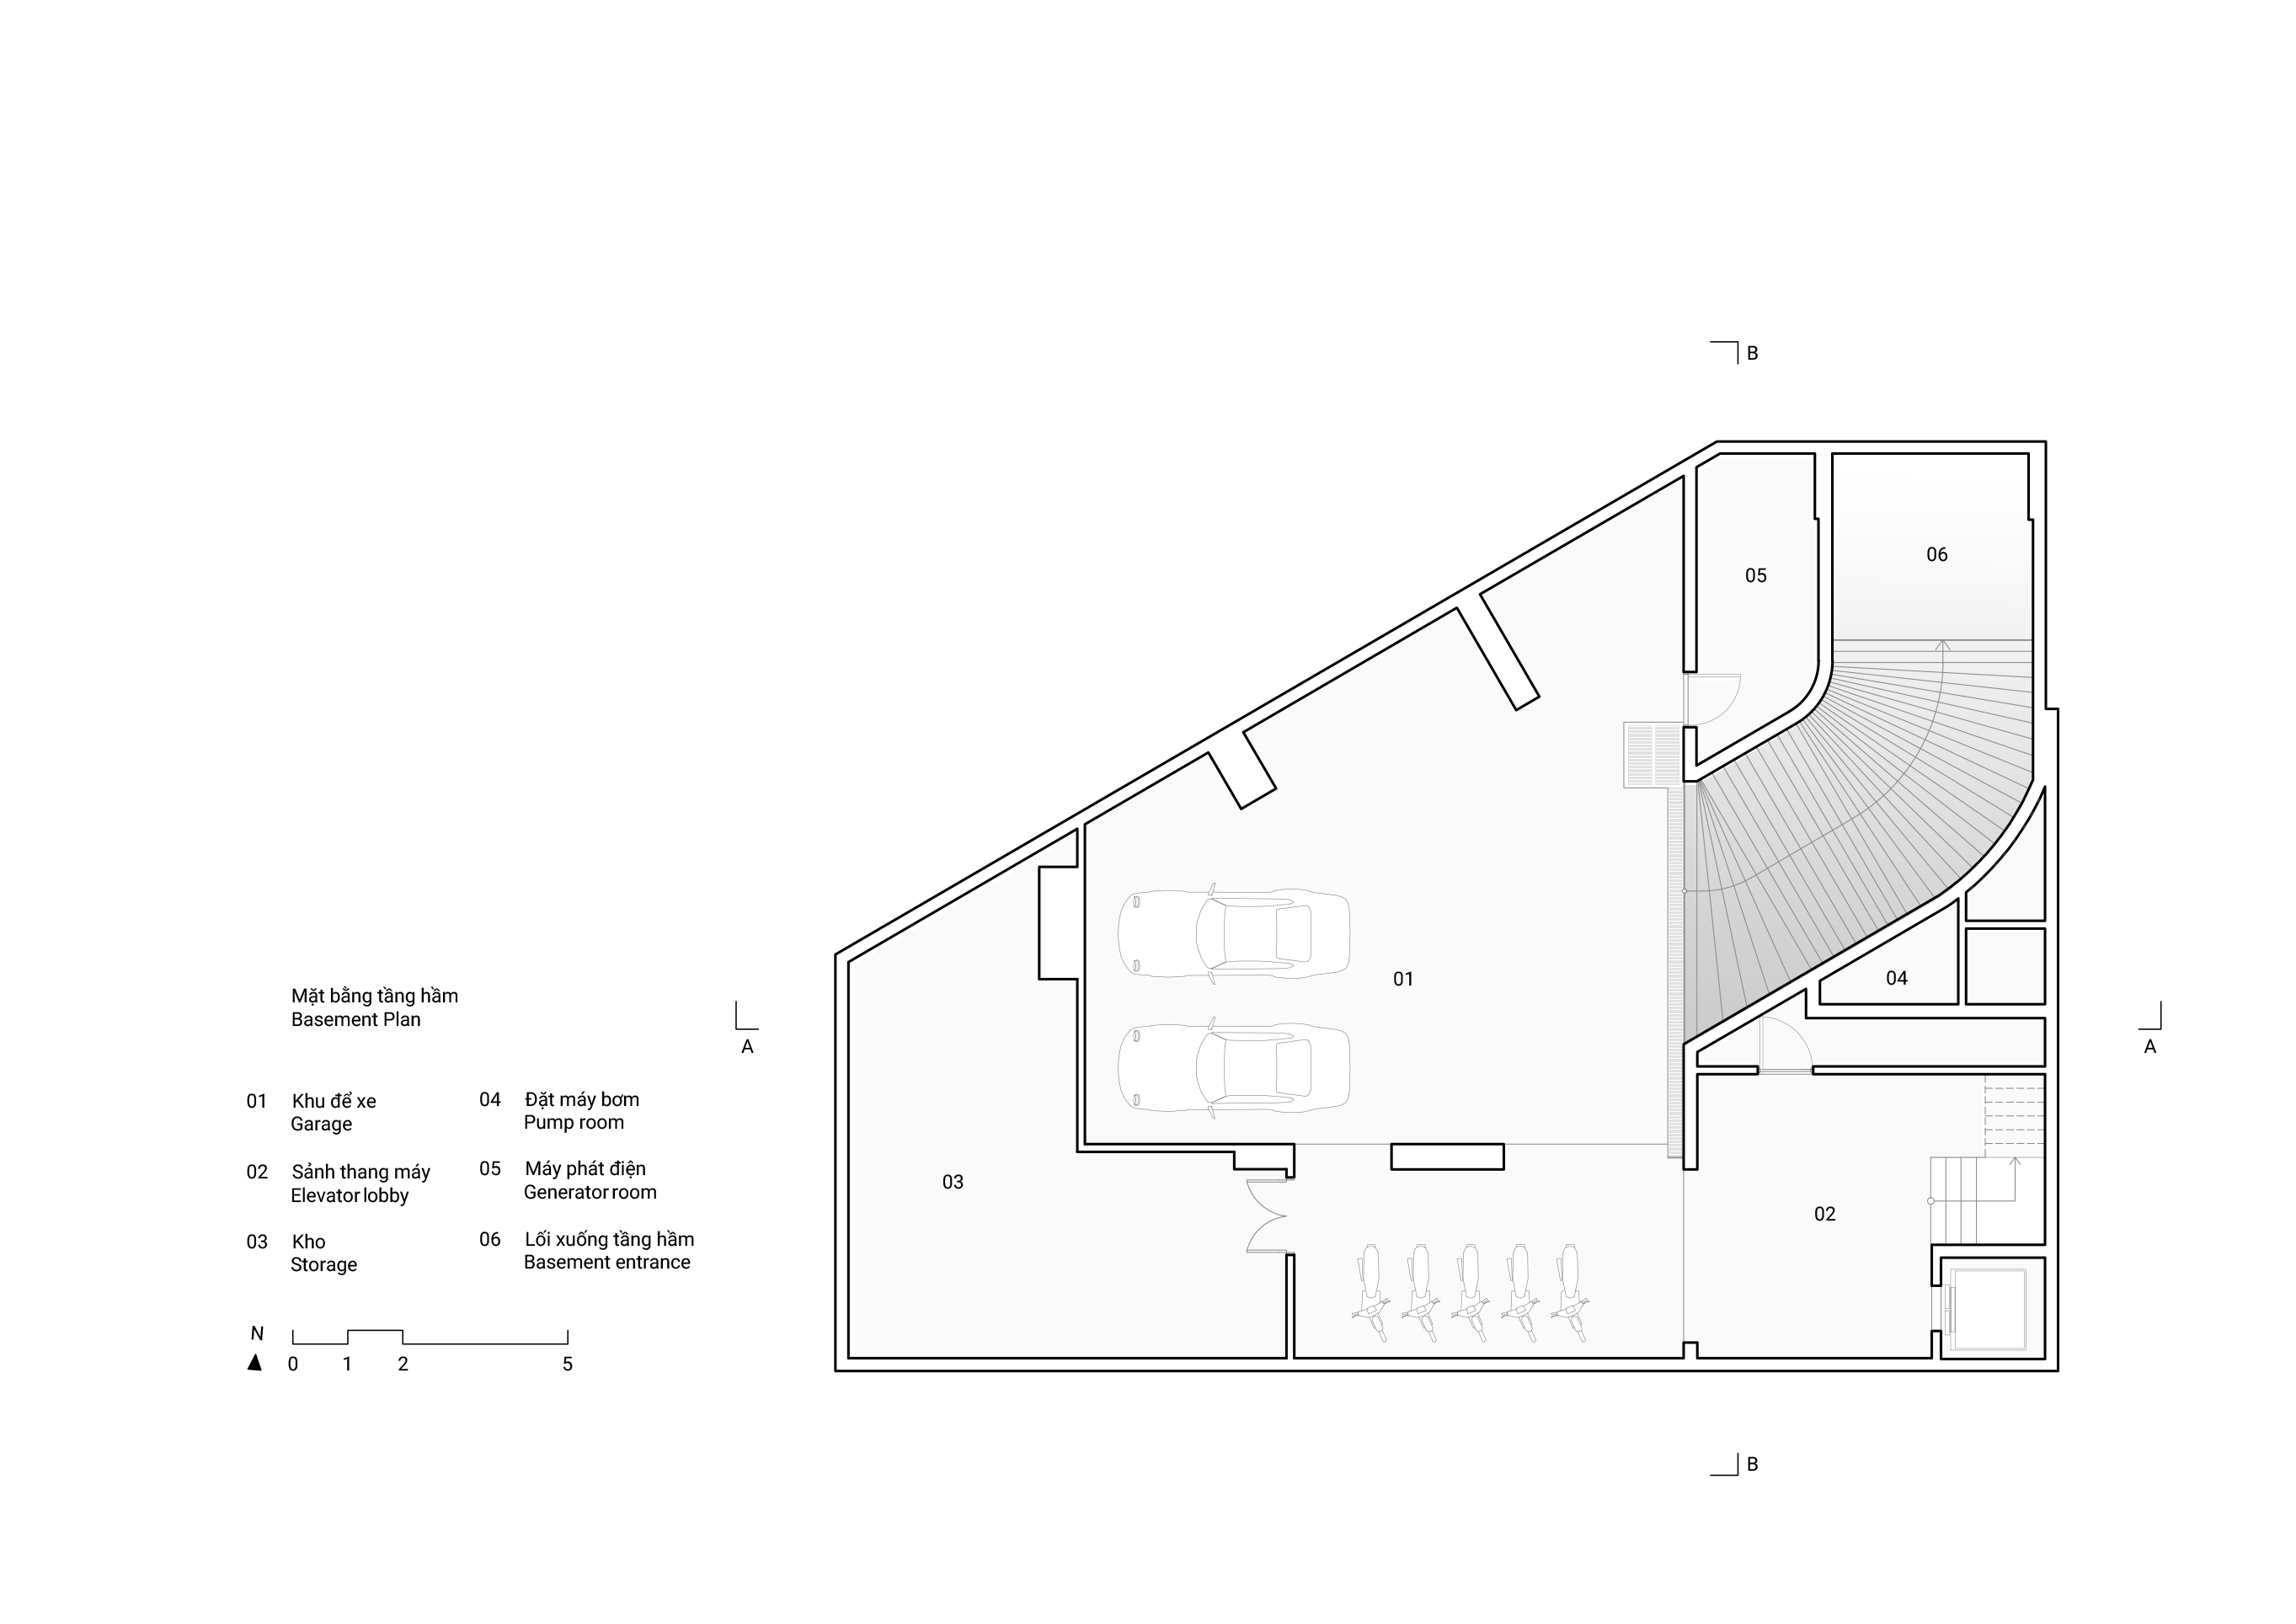 B
05
06
01
04
Mặt bằng tầng hầm
Basement Plan
A
A
01 Khu để xe
Garage
04 Đặt máy bơm
Pump room
02 Sảnh thang máy
Elevator lobby
05 Máy phát điện
Generator room
03 Kho
Storage
06 Lối xuống tầng hầm
Basement entrance
03
02
N
0 1 2 5
B